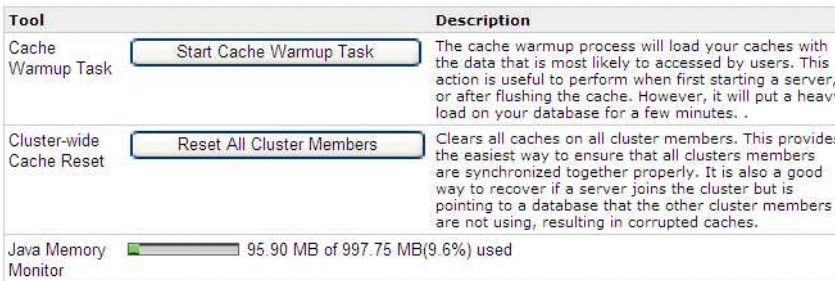 Tool Description
Cache Warmup Task
Start Cache Warmup Task
The cache warmup process will load your caches with
the data that is most likely to accessed by users. This
action is useful to perform when first starting a server,
or after flushing the cache. However, it will put a heavy
load on your database for a few minutes. .
Cluster-wide Cache Reset
Reset All Cluster Members
Clears all caches on all cluster members. This provides
the easiest way to ensure that all clusters members
are synchronized together properly. It is also a good
way to recover if a server joins the cluster but is
pointing to a database that the other cluster members
are not using, resulting in corrupted caches.
Java Memory Monitor
95.90 MB of 997.75 MB(9.6%) used